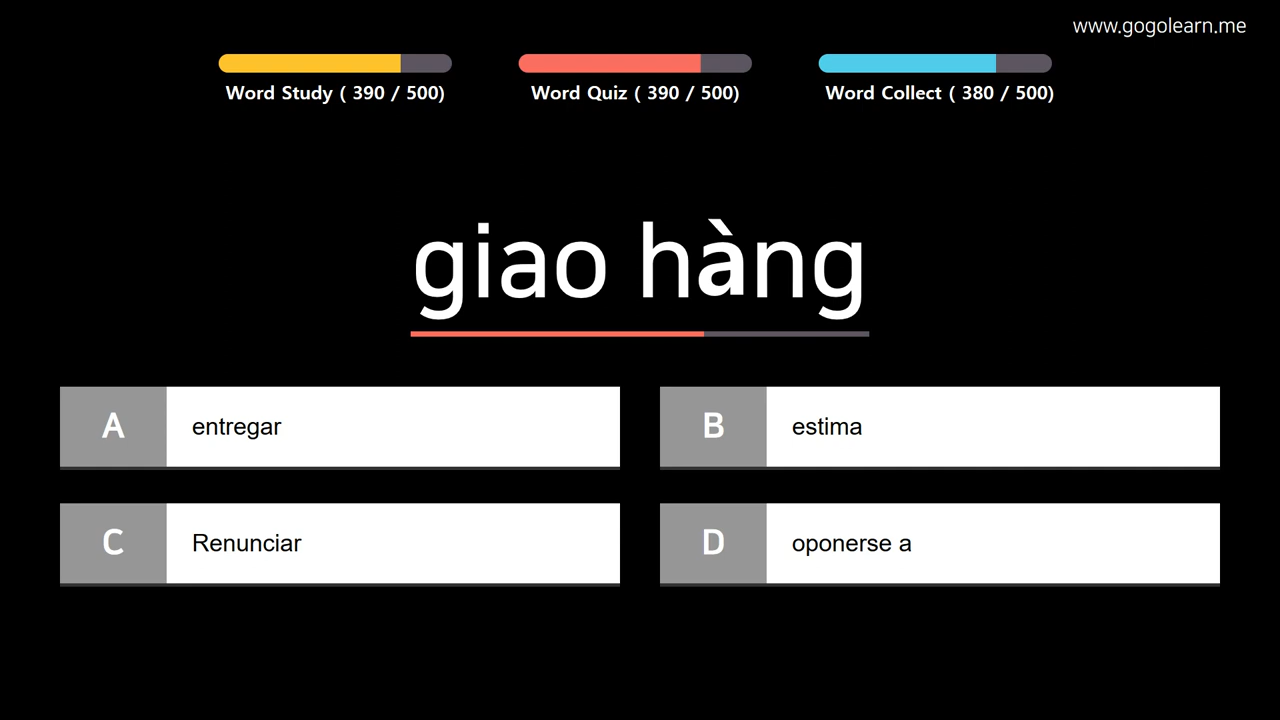 www.gogolearn.me
Word Study ( 390 / 500)
Word Quiz ( 390 / 500)
Word Collect ( 380 / 500)
giao hàng
A entregar
B estima
C Renunciar
D oponerse a